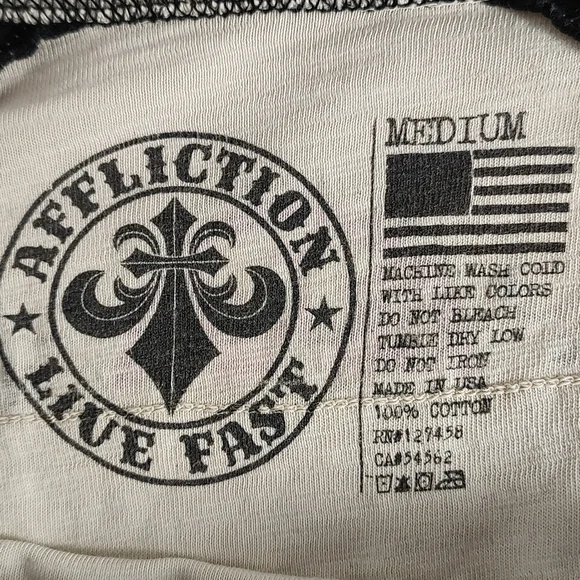 AFFLICTION
LIVE FAST
MEDIUM
MACHINE WASH COLD
WITH LIKE COLORS
DO NOT BLEACH
TUMBLE DRY LOW
DO NOT IRON
MADE IN USA
100% COTTON
RN#127458
CA#54562